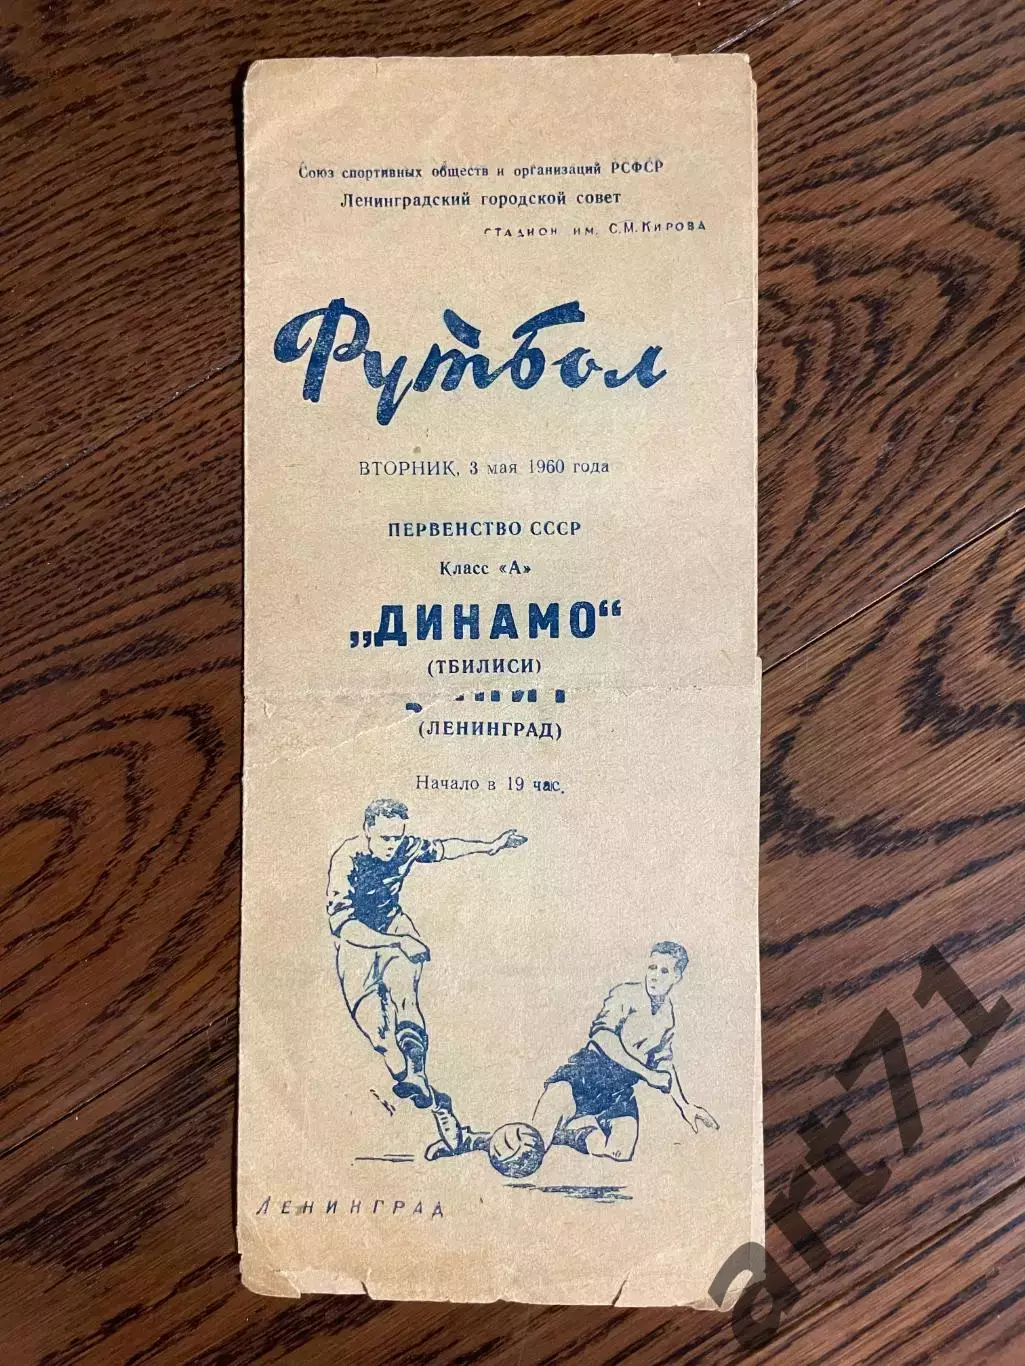 Союз спортивных обществ и организаций РСФСР
Ленинградский городской совет
СТАДИОН ИМ. С.М.КИРОВА
Футбол
ВТОРНИК, 3 мая 1960 года
ПЕРВЕНСТВО СССР
Класс «А»
„ДИНАМО“
(ТБИЛИСИ)
(ЛЕНИНГРАД)
Начало в 19 час.
ЛЕНИНГРАД
art71